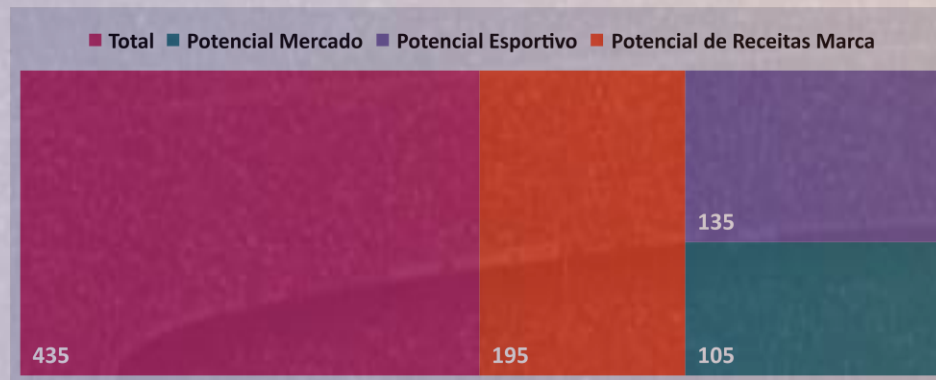 Total Potencial Mercado Potencial Esportivo Potencial de Receitas Marca
135
435 195 105